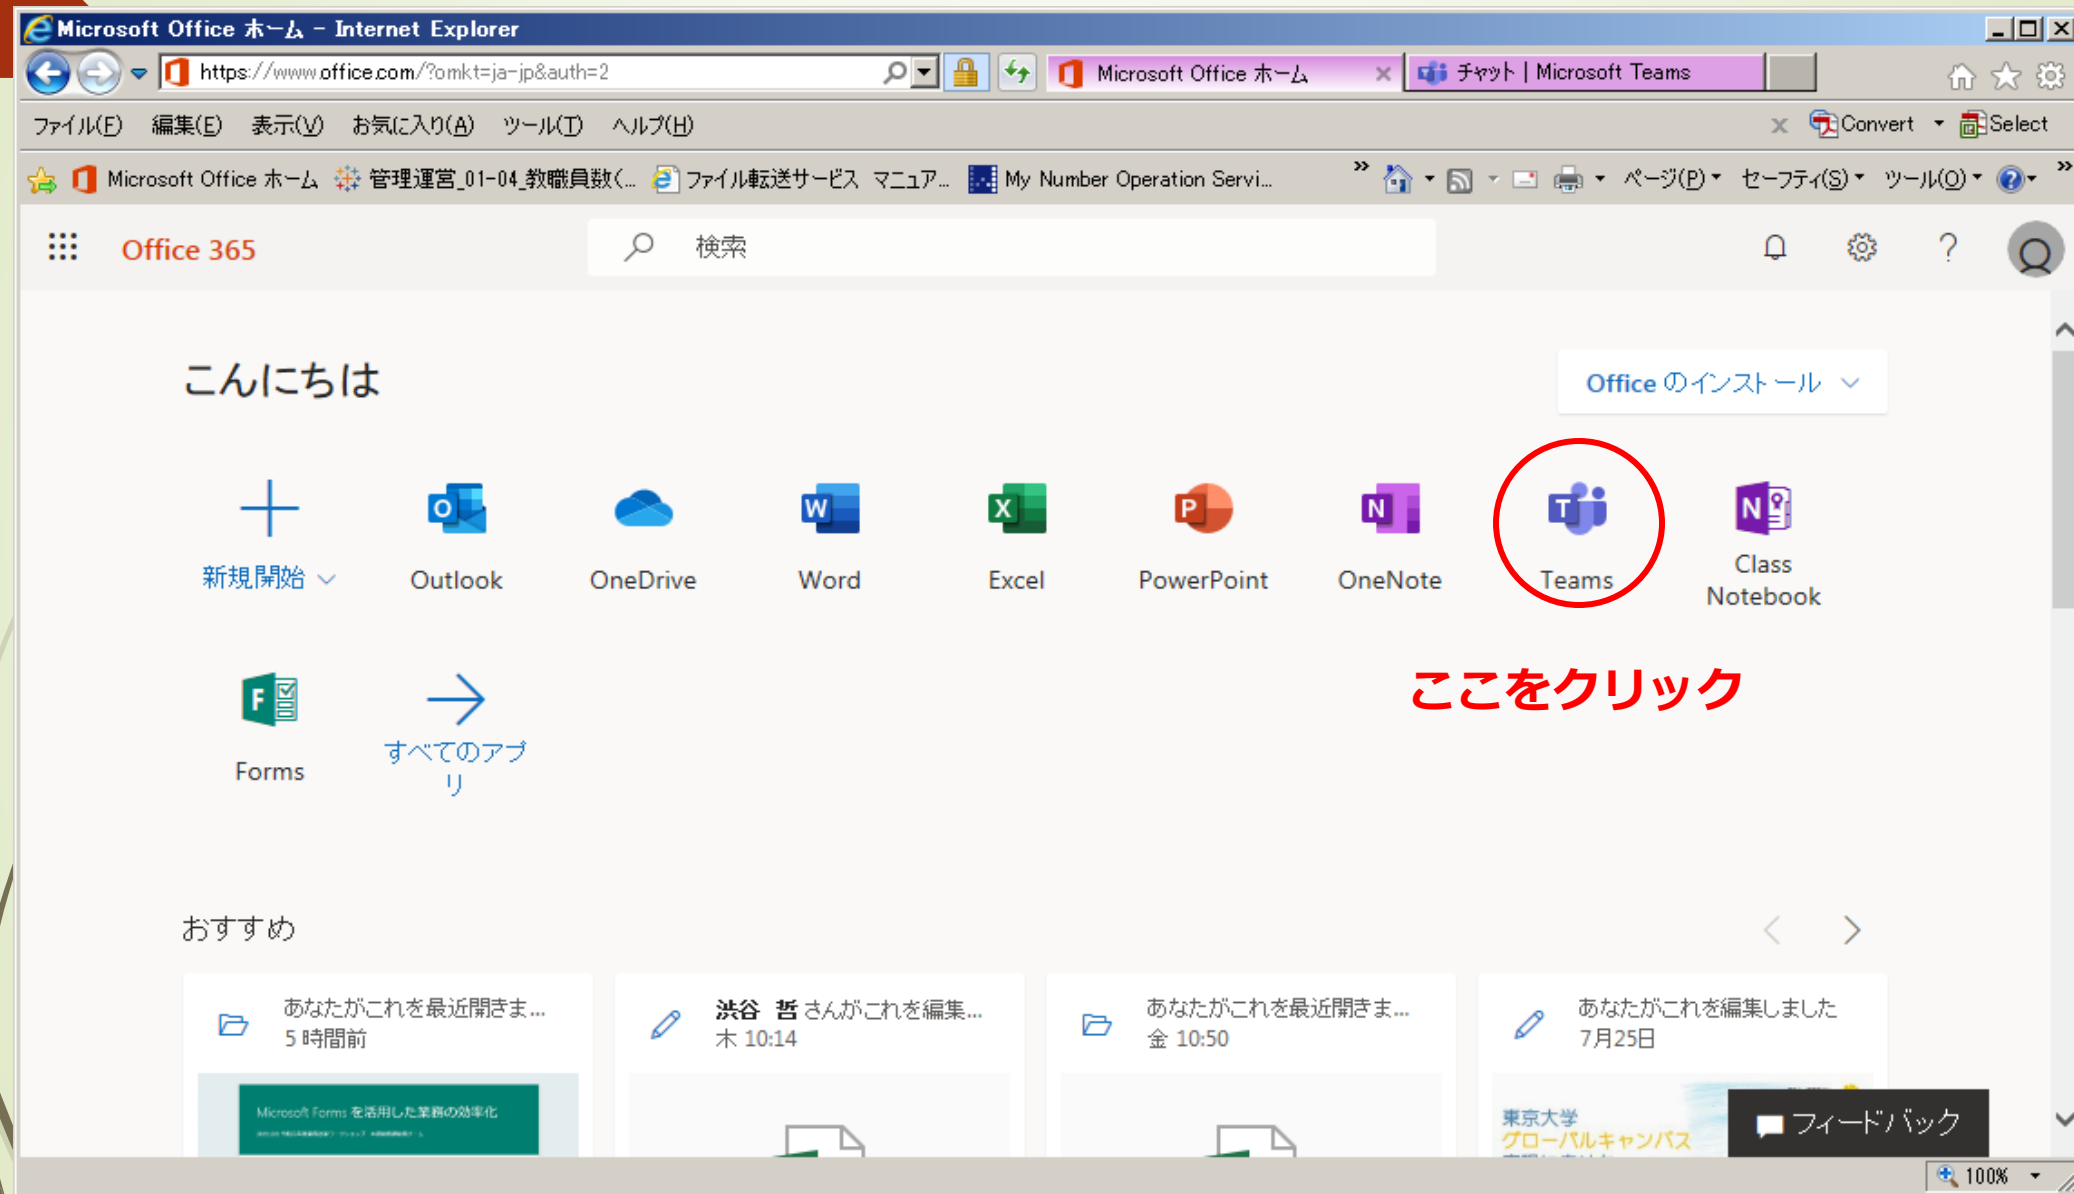 Microsoft Office ホーム - Internet Explorer
https://www.office.com/?omkt=ja-jp&auth=2
Microsoft Office ホーム
チャット | Microsoft Teams
ファイル(F) 編集(E) 表示(V) お気に入り(A) ツール(T) ヘルプ(H)
Convert
Select
Microsoft Office ホーム
管理運営_01-04_教職員数(...
ファイル転送サービス マニュア...
My Number Operation Servi...
ページ(P) セーフティ(S) ツール(O)
Office 365
検索
こんにちは
Office のインストール
新規開始
Outlook
OneDrive
Word
Excel
PowerPoint
OneNote
Teams
Class
Notebook
ここをクリック
Forms
すべてのアプ
リ
おすすめ
あなたがこれを最近開きま...
5 時間前
渋谷 哲 さんがこれを編集...
木 10:14
あなたがこれを最近開きま...
金 10:50
あなたがこれを編集しました
7月25日
Microsoft Forms を活用した業務の効率化
東京大学
グローバルキャンパス
フィードバック
100%